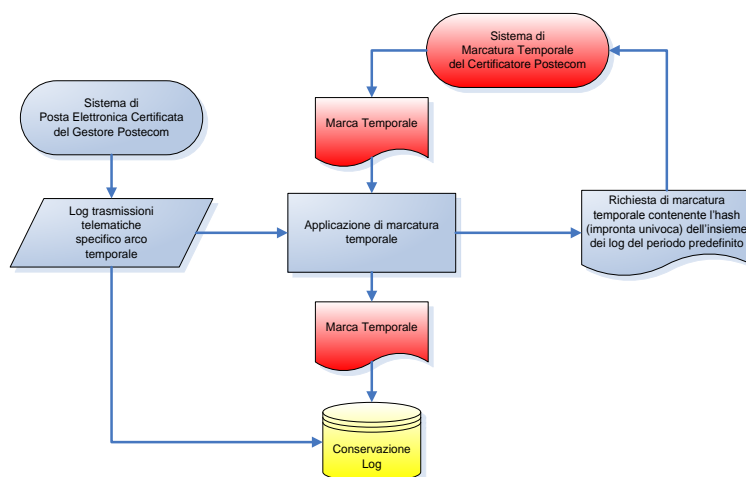 Sistema di
Marcatura Temporale
del Certificatore Postecom
Sistema di
Posta Elettronica Certificata
del Gestore Postecom
Marca Temporale
Log trasmissioni
telematiche
specifico arco
temporale
Applicazione di marcatura
temporale
Richiesta di marcatura
temporale contenente l'hash
(impronta univoca) dell'insieme
dei log del periodo predefinito
Marca Temporale
Conservazione
Log